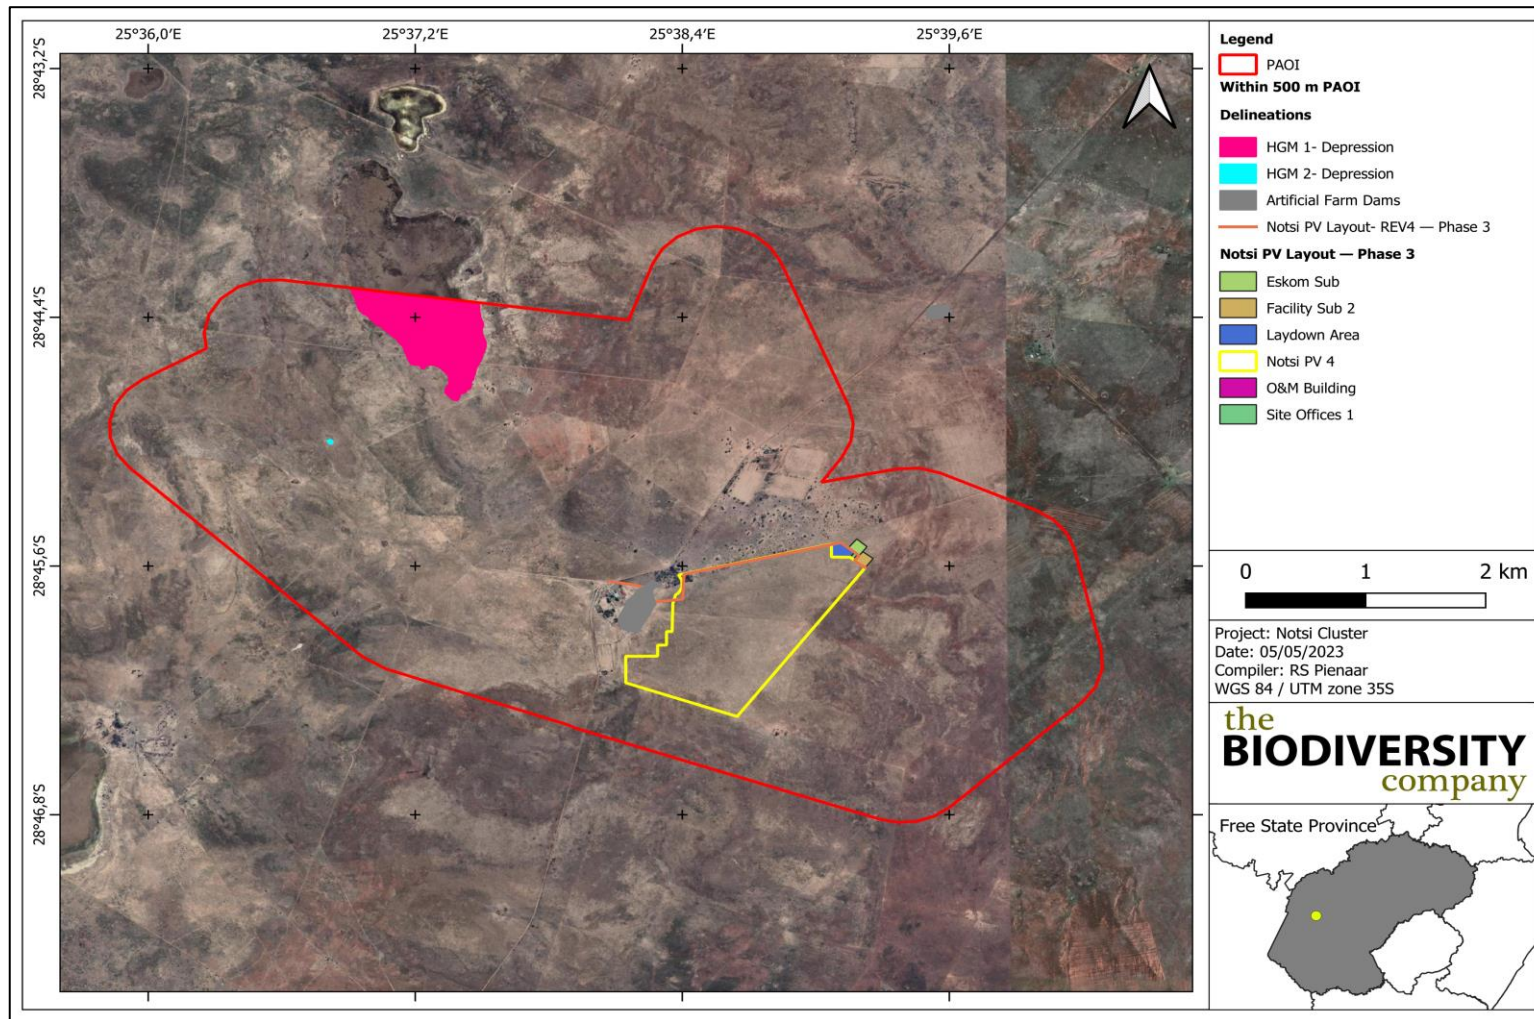 25°36,0'E 25°37,2'E 25°38,4'E 25°39,6'E
28°43,2'S
28°44,4'S
28°45,6'S
28°46,8'S
Legend
PAOI
Within 500 m PAOI
Delineations
HGM 1- Depression
HGM 2- Depression
Artificial Farm Dams
Notsi PV Layout- REV4 — Phase 3
Notsi PV Layout — Phase 3
Eskom Sub
Facility Sub 2
Laydown Area
Notsi PV 4
O&M Building
Site Offices 1
0 1 2 km
Project: Notsi Cluster
Date: 05/05/2023
Compiler: RS Pienaar
WGS 84 / UTM zone 35S
the
BIODIVERSITY
company
Free State Province